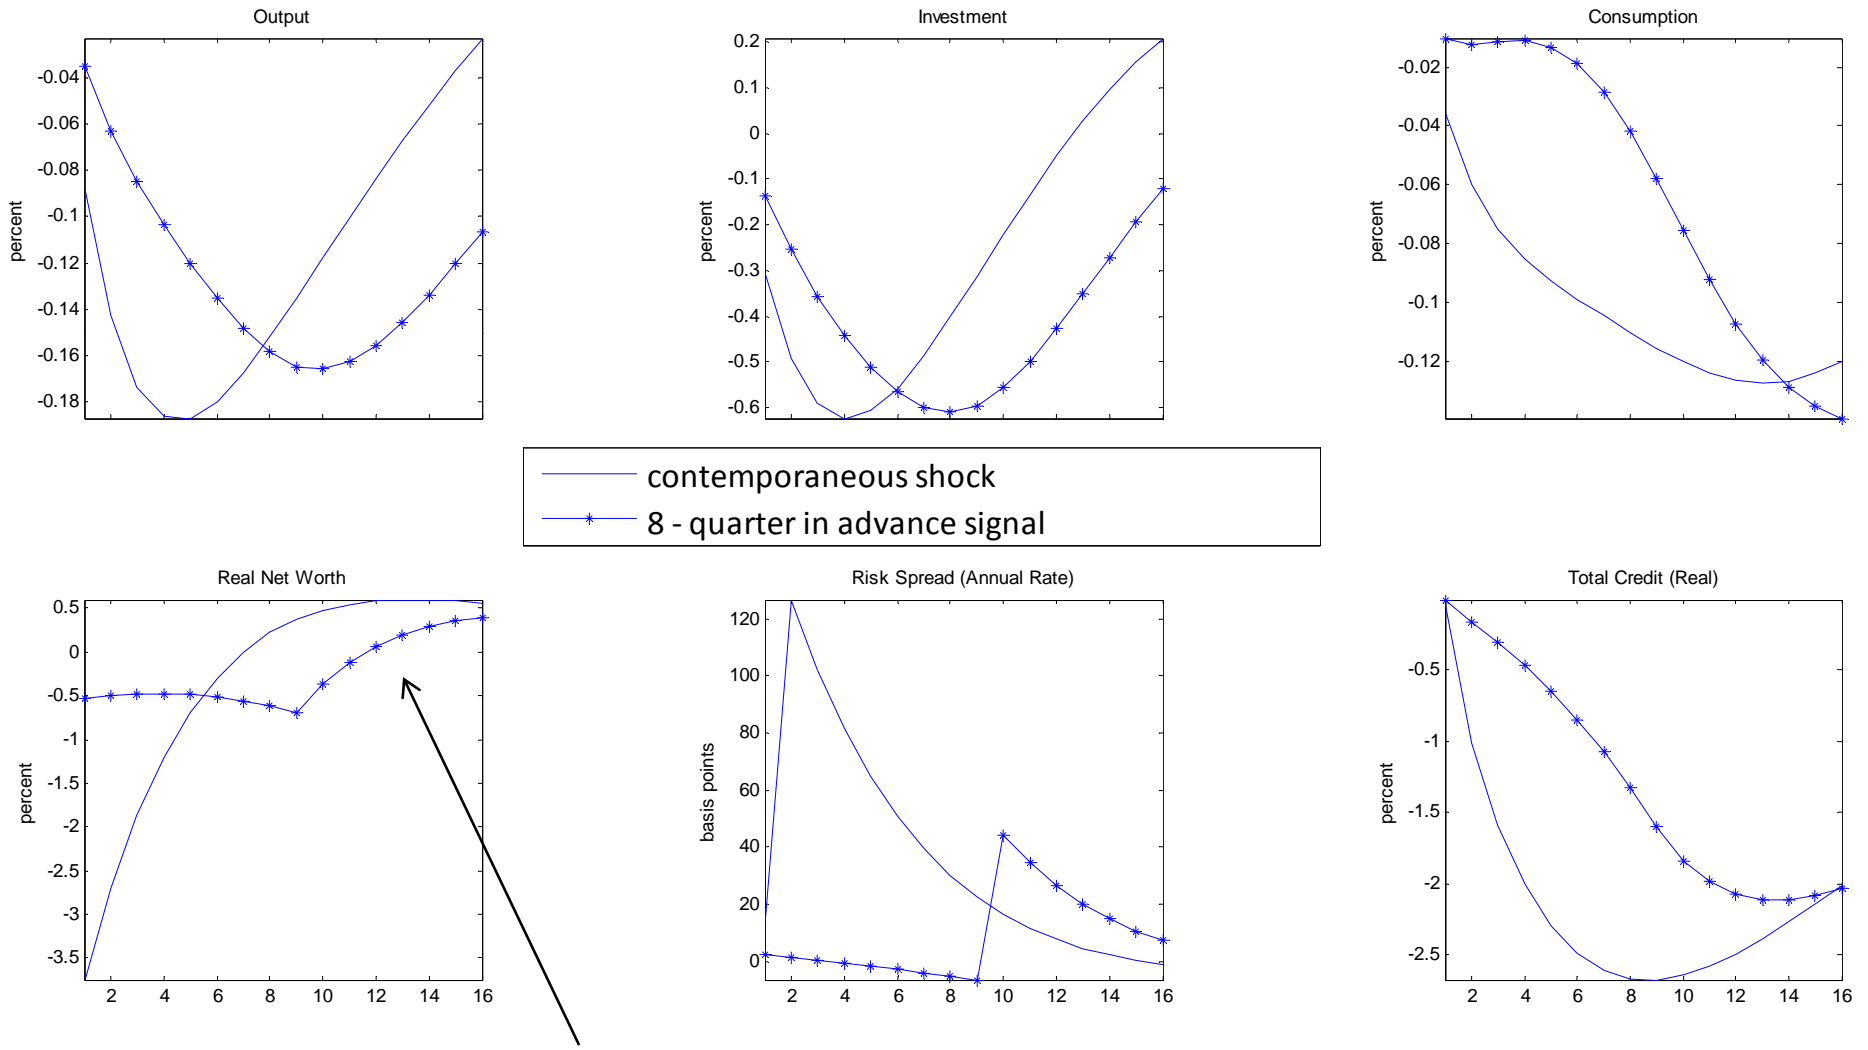 Output
Investment
Consumption
-0.04
-0.06
-0.08
-0.1
-0.12
-0.14
-0.16
-0.18
percent
0.2
0.1
0
-0.1
-0.2
-0.3
-0.4
-0.5
-0.6
percent
-0.02
-0.04
-0.06
-0.08
-0.1
-0.12
percent
contemporaneous shock
8 - quarter in advance signal
Real Net Worth
Risk Spread (Annual Rate)
Total Credit (Real)
0.5
0
-0.5
-1
-1.5
-2
-2.5
-3
-3.5
percent
2 4 6 8 10 12 14 16
120
100
80
60
40
20
0
basis points
2 4 6 8 10 12 14 16
-0.5
-1
-1.5
-2
-2.5
percent
2 4 6 8 10 12 14 16